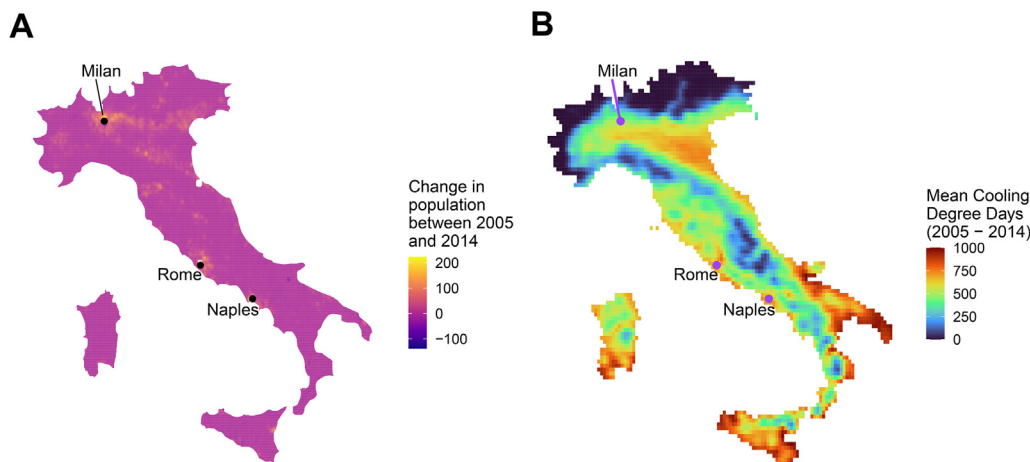 A
Milan
Rome
Naples
Change in
population
between 2005
and 2014
200
100
0
−100
B
Milan
Rome
Naples
Mean Cooling
Degree Days
(2005 − 2014)
1000
750
500
250
0